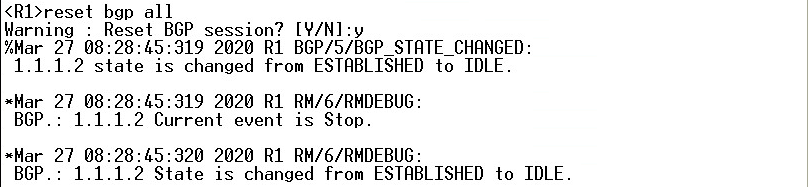 <R1>reset bgp all
Warning : Reset BGP session? [Y/N]:y
%Mar 27 08:28:45:319 2020 R1 BGP/5/BGP_STATE_CHANGED:
 1.1.1.2 state is changed from ESTABLISHED to IDLE.

*Mar 27 08:28:45:319 2020 R1 RM/6/RMDEBUG:
 BGP.: 1.1.1.2 Current event is Stop.

*Mar 27 08:28:45:320 2020 R1 RM/6/RMDEBUG:
 BGP.: 1.1.1.2 State is changed from ESTABLISHED to IDLE.